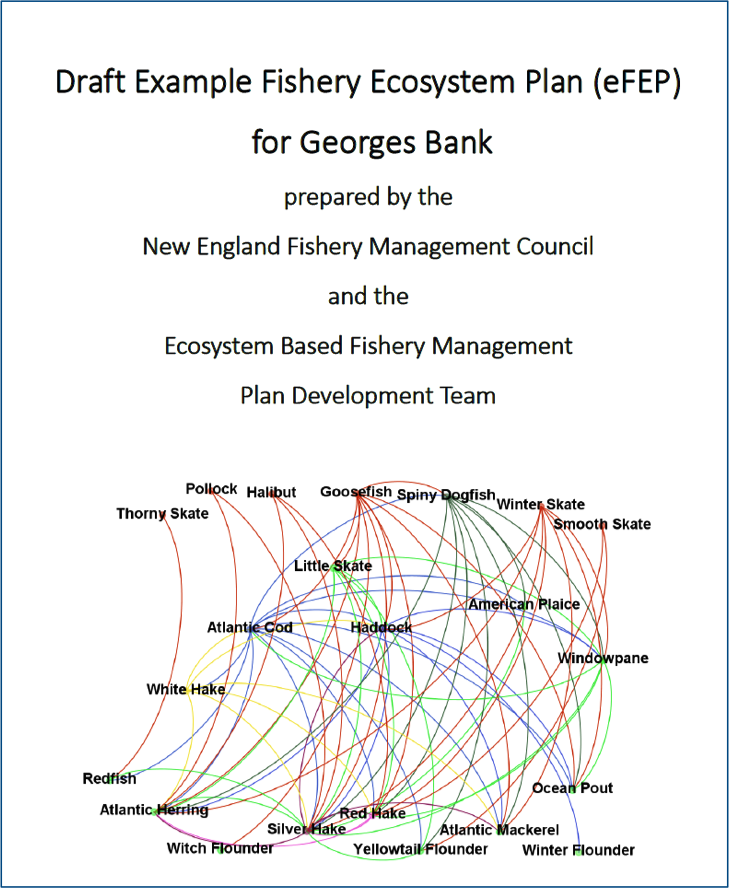 Draft Example Fishery Ecosystem Plan (eFEP)
for Georges Bank
prepared by the
New England Fishery Management Council
and the
Ecosystem Based Fishery Management
Plan Development Team
Pollock
Halibut
Goosefish
Spiny Dogfish
Winter Skate
Thorny Skate
Smooth Skate
Little Skate
American Plaice
Atlantic Cod
Haddock
Windowpane
White Hake
Redfish
Ocean Pout
Atlantic Herring
Red Hake
Silver Hake
Atlantic Mackerel
Witch Flounder
Yellowtail Flounder
Winter Flounder